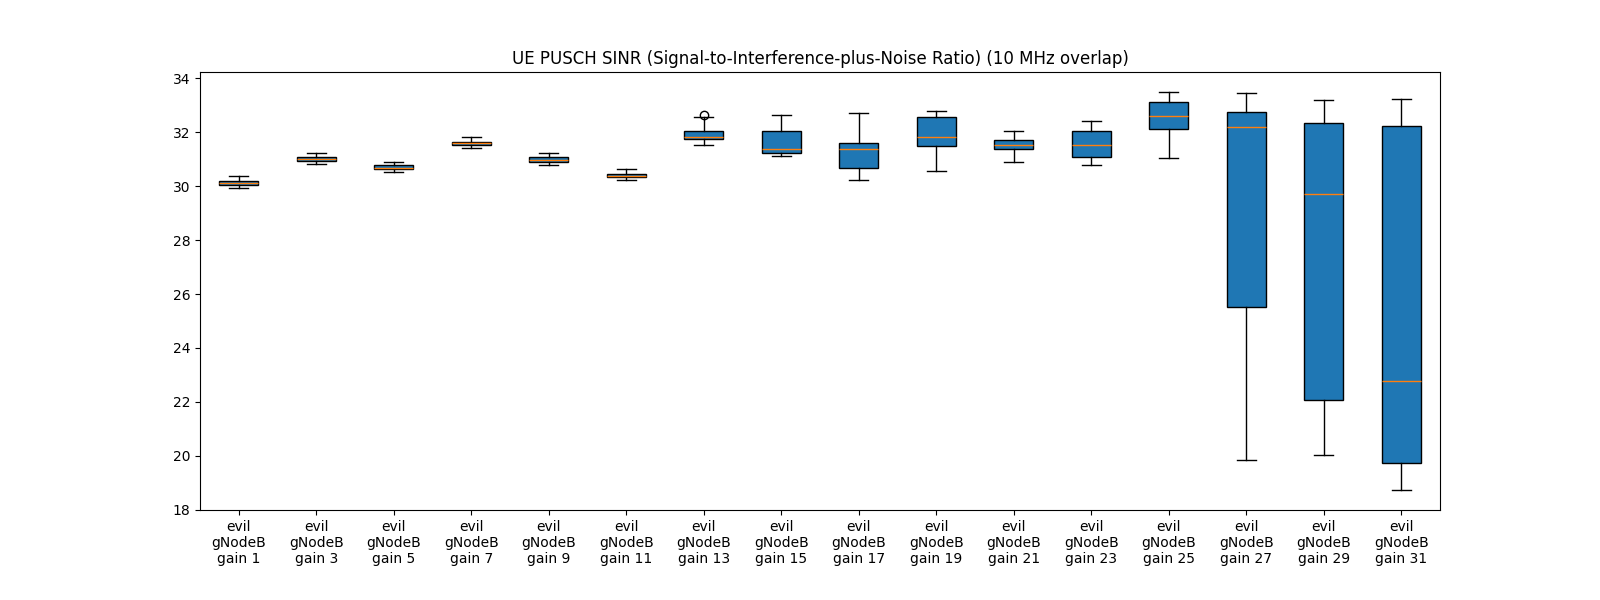 UE PUSCH SINR (Signal-to-Interference-plus-Noise Ratio) (10 MHz overlap)
34
32
30
28
26
24
22
20
18
evil
gNodeB
gain 1
evil
gNodeB
gain 3
evil
gNodeB
gain 5
evil
gNodeB
gain 7
evil
gNodeB
gain 9
evil
gNodeB
gain 11
evil
gNodeB
gain 13
evil
gNodeB
gain 15
evil
gNodeB
gain 17
evil
gNodeB
gain 19
evil
gNodeB
gain 21
evil
gNodeB
gain 23
evil
gNodeB
gain 25
evil
gNodeB
gain 27
evil
gNodeB
gain 29
evil
gNodeB
gain 31